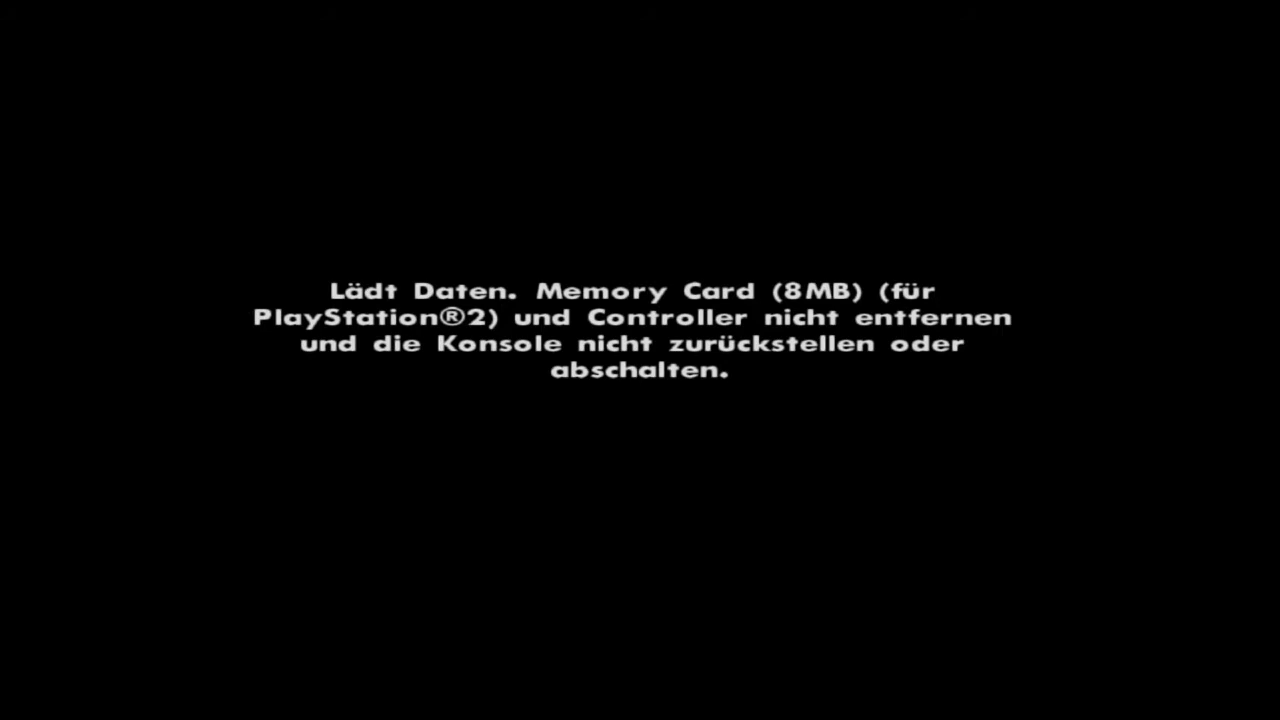 Lädt Daten. Memory Card (8MB) (für
PlayStation®2) und Controller nicht entfernen
und die Konsole nicht zurückstellen oder
abschalten.